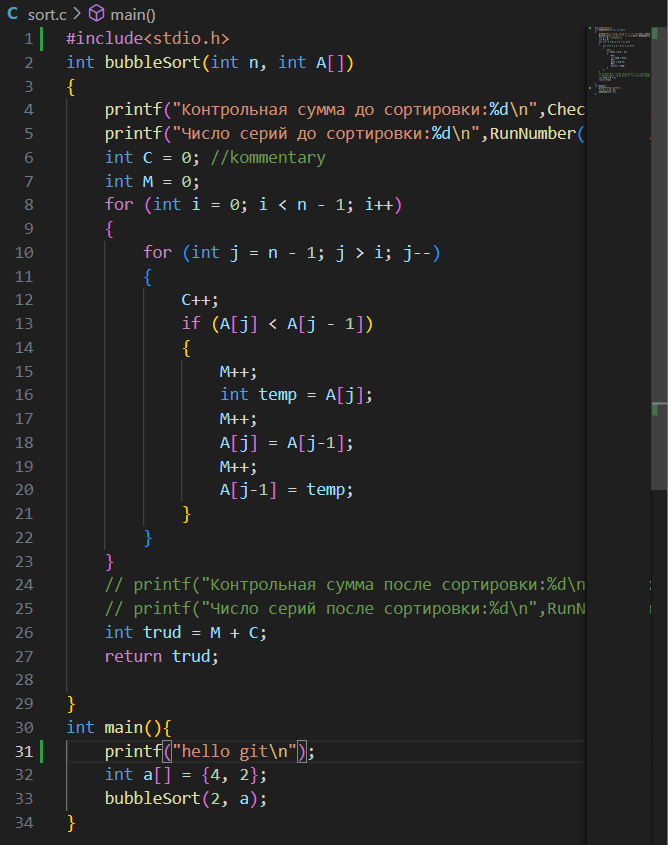 C sort.c > main()
1 #include<stdio.h>
2 int bubbleSort(int n, int A[])
3 {
4 printf("Контрольная сумма до сортировки:%d\n",Chec
5 printf("Число серий до сортировки:%d\n",RunNumber(
6 int C = 0; //kommentary
7 int M = 0;
8 for (int i = 0; i < n - 1; i++)
9 {
10 for (int j = n - 1; j > i; j--)
11 {
12 C++;
13 if (A[j] < A[j - 1])
14 {
15 M++;
16 int temp = A[j];
17 M++;
18 A[j] = A[j-1];
19 M++;
20 A[j-1] = temp;
21 }
22 }
23 }
24 // printf("Контрольная сумма после сортировки:%d\n
25 // printf("Число серий после сортировки:%d\n",RunN
26 int trud = M + C;
27 return trud;
28
29 }
30 int main(){
31 printf("hello git\n");
32 int a[] = {4, 2};
33 bubbleSort(2, a);
34 }